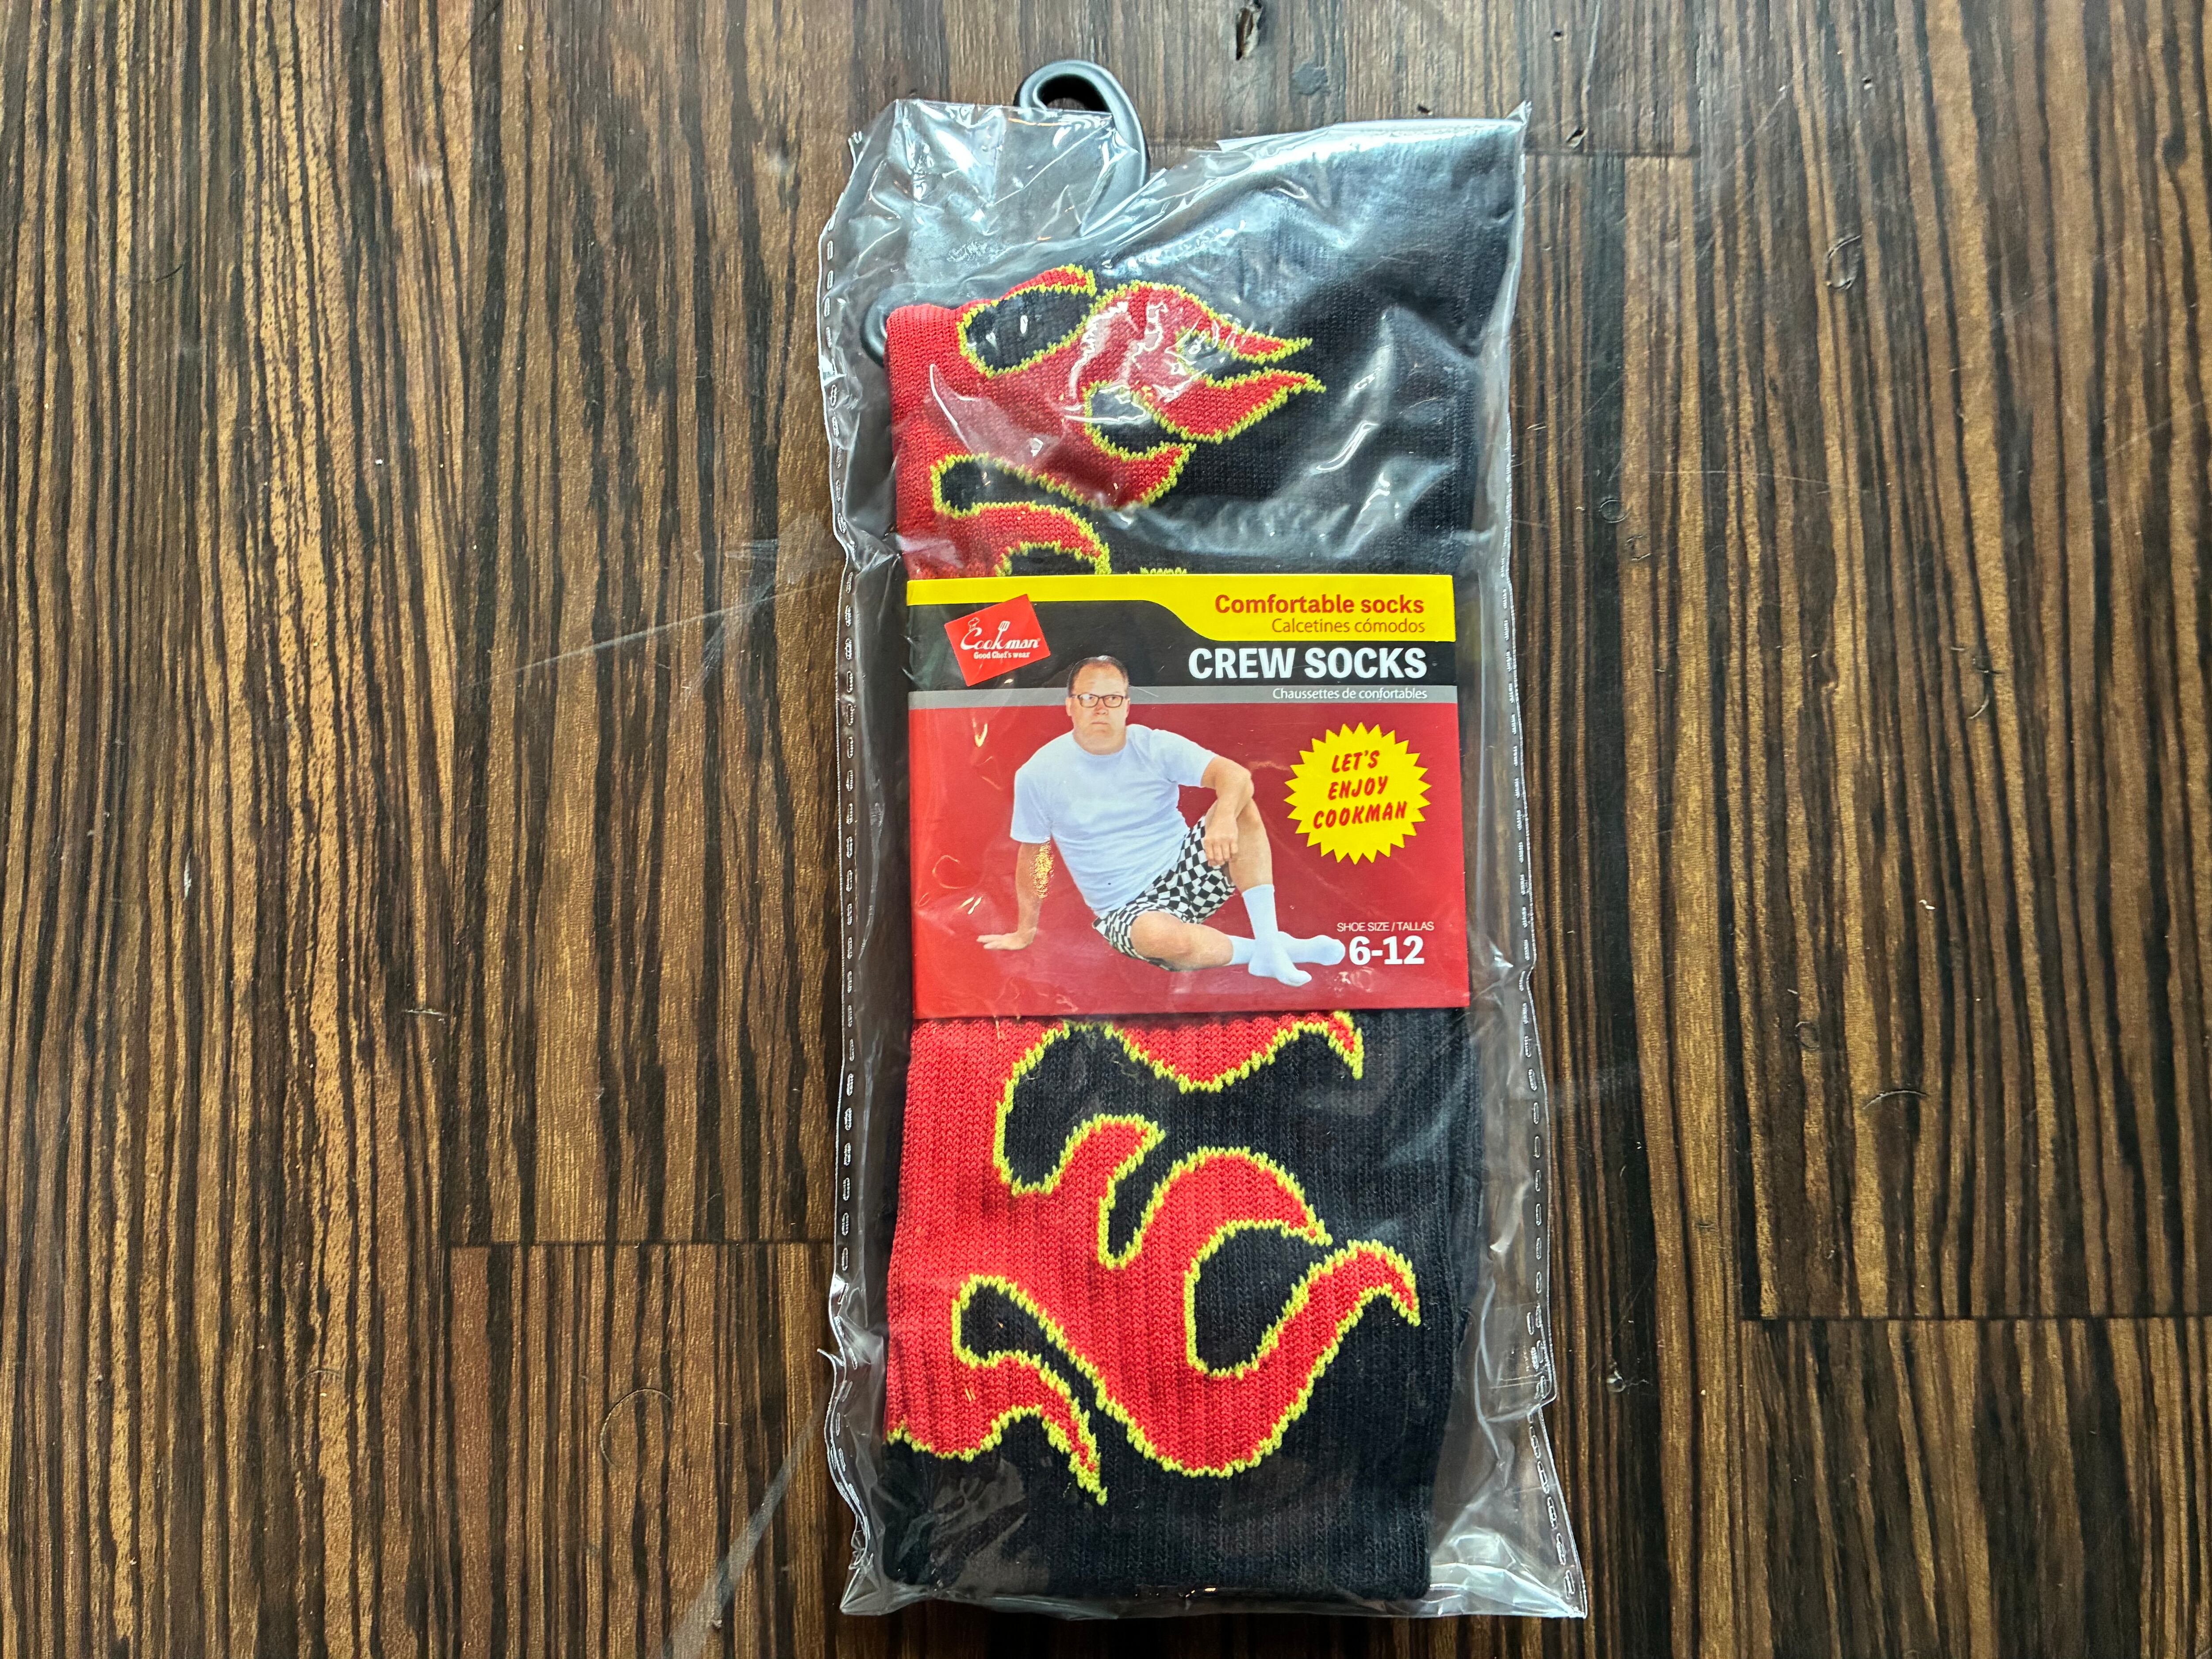 Comfortable socks
Calcetines cómodos
Cookman®
Good Chef's wear
CREW SOCKS
Chaussettes de confortables
LET'S
ENJOY
COOKMAN
SHOE SIZE / TALLAS
6-12